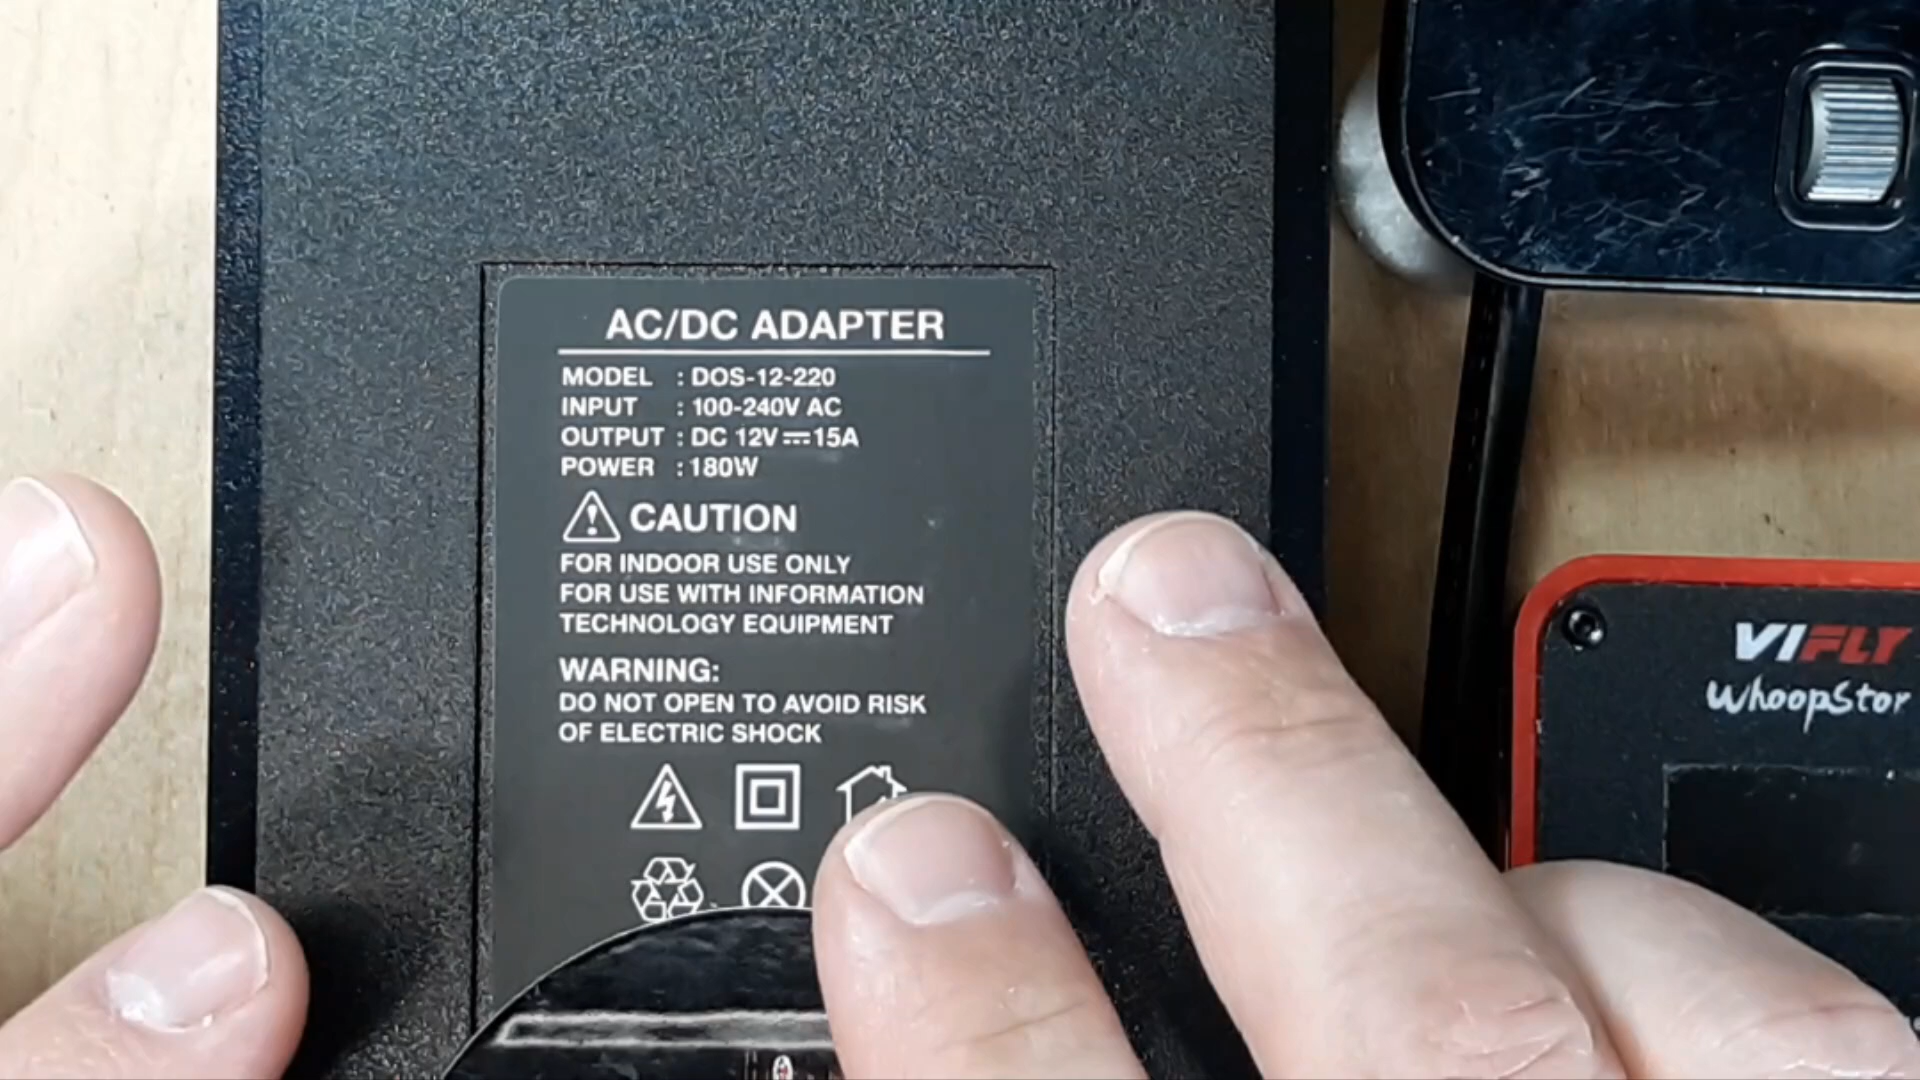 AC/DC ADAPTER
MODEL : DOS-12-220
INPUT : 100-240V AC
OUTPUT : DC 12V⎓15A
POWER : 180W
CAUTION
FOR INDOOR USE ONLY
FOR USE WITH INFORMATION
TECHNOLOGY EQUIPMENT
WARNING:
DO NOT OPEN TO AVOID RISK
OF ELECTRIC SHOCK
VIFLY
WhoopStor